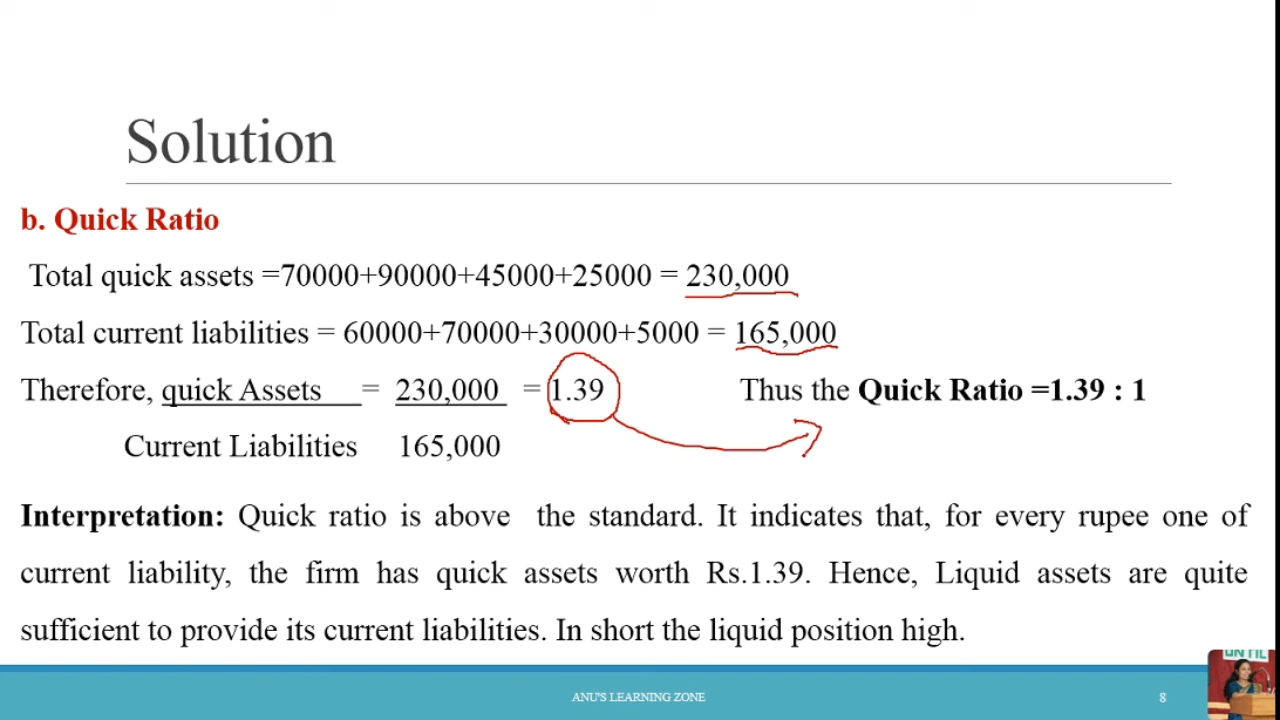 Solution
b. Quick Ratio
Total quick assets =70000+90000+45000+25000 = 230,000
Total current liabilities = 60000+70000+30000+5000 = 165,000
Therefore, quick Assets = 230,000 = 1.39 Thus the Quick Ratio =1.39 : 1
Current Liabilities 165,000
Interpretation: Quick ratio is above the standard. It indicates that, for every rupee one of
current liability, the firm has quick assets worth Rs.1.39. Hence, Liquid assets are quite
sufficient to provide its current liabilities. In short the liquid position high.
ANU'S LEARNING ZONE
8